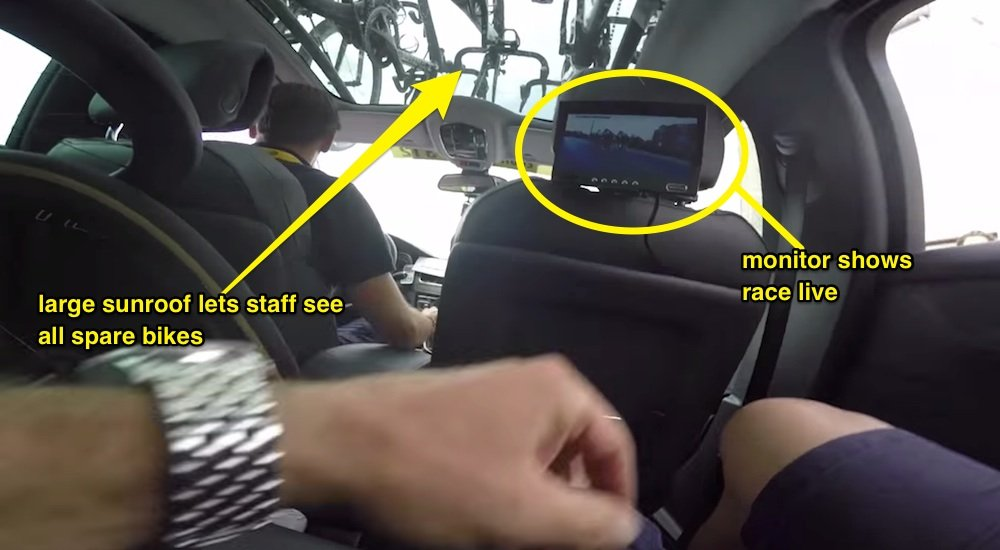 large sunroof lets staff see
all spare bikes
monitor shows
race live